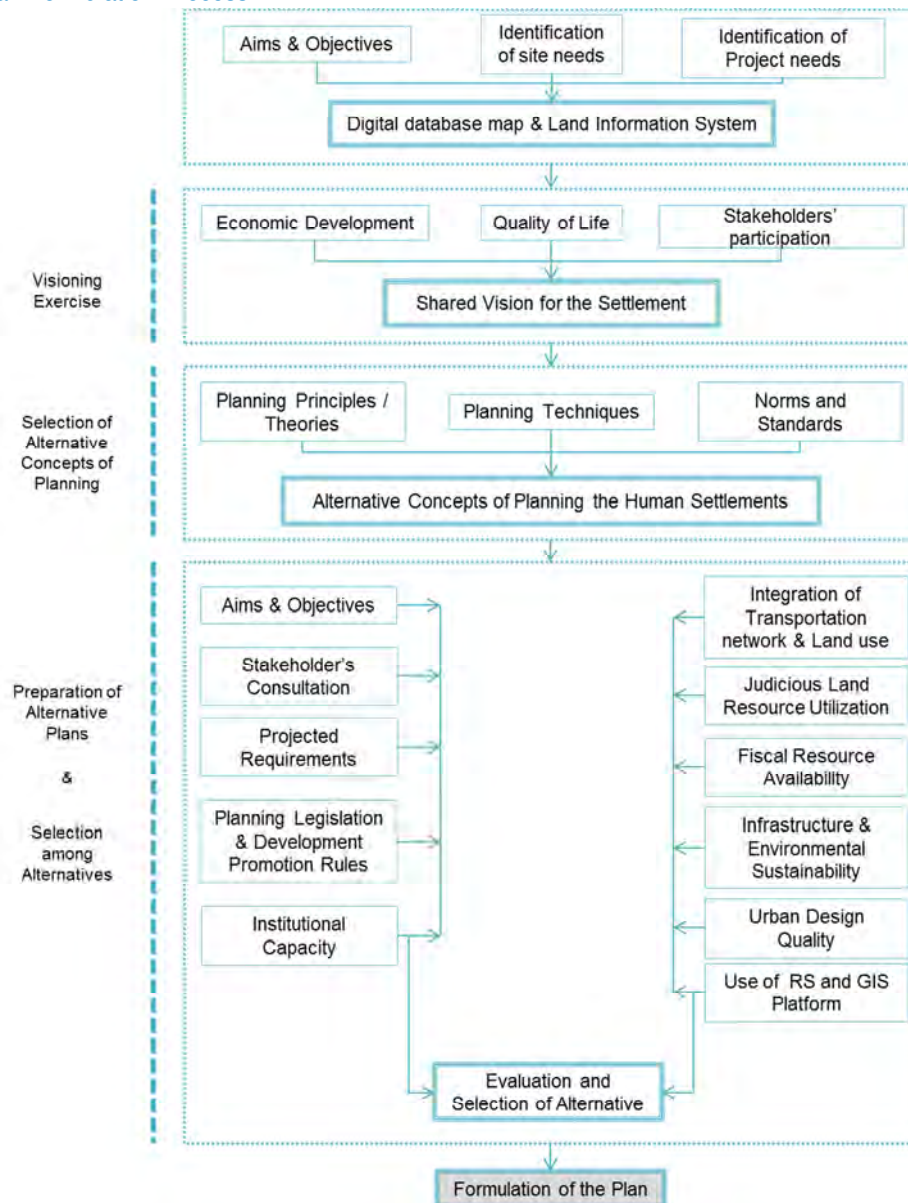 Aims & Objectives
Identification
of site needs
Identification of
Project needs
Digital database map & Land Information System
Visioning
Exercise
Economic Development
Quality of Life
Stakeholders'
participation
Shared Vision for the Settlement
Selection of
Alternative
Concepts of
Planning
Planning Principles /
Theories
Planning Techniques
Norms and
Standards
Alternative Concepts of Planning the Human Settlements
Preparation of
Alternative
Plans
&
Selection
among
Alternatives
Aims & Objectives
Stakeholder's
Consultation
Projected
Requirements
Planning Legislation
& Development
Promotion Rules
Institutional
Capacity
Integration of
Transportation
network & Land use
Judicious Land
Resource Utilization
Fiscal Resource
Availability
Infrastructure &
Environmental
Sustainability
Urban Design
Quality
Use of RS and GIS
Platform
Evaluation and
Selection of Alternative
Formulation of the Plan